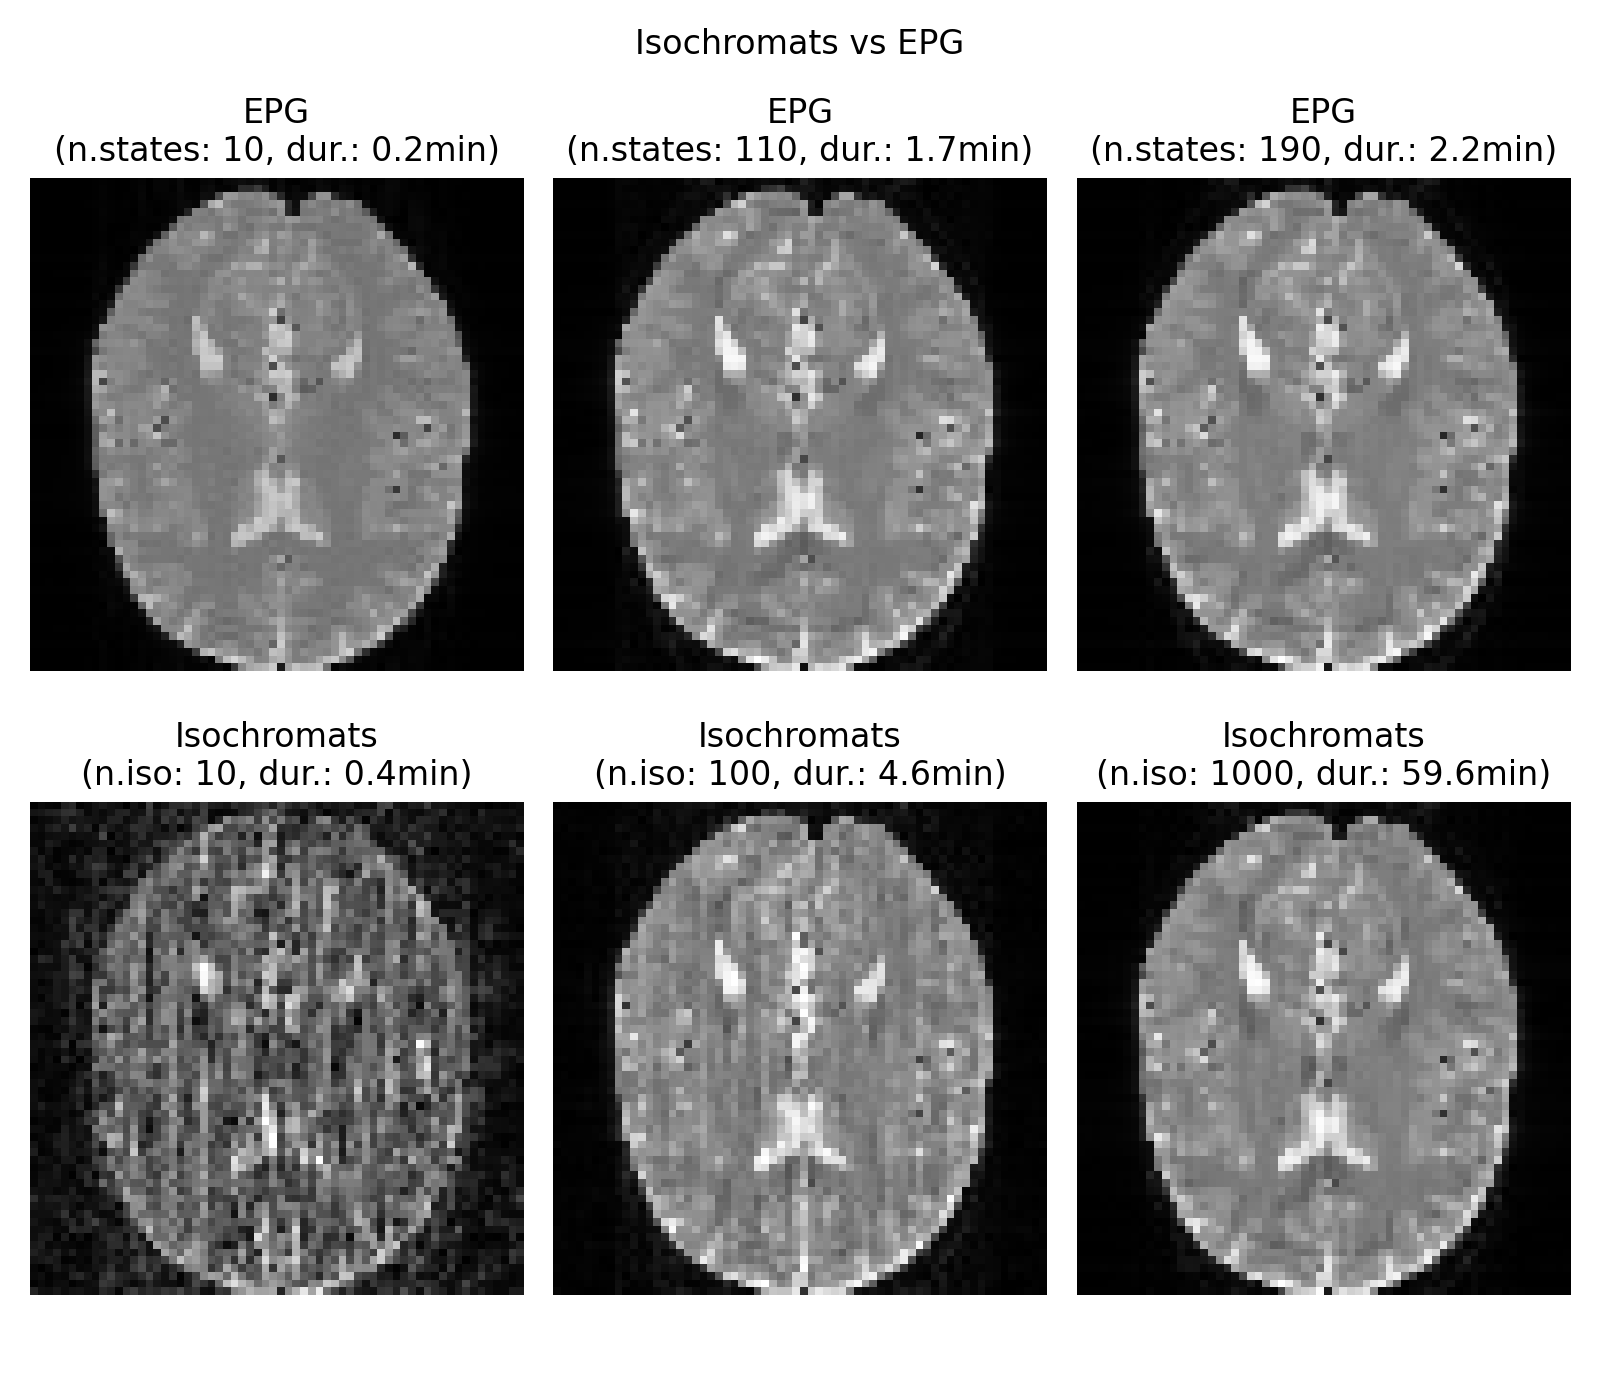 Isochromats vs EPG
EPG
(n.states: 10, dur.: 0.2min)
EPG
(n.states: 110, dur.: 1.7min)
EPG
(n.states: 190, dur.: 2.2min)
Isochromats
(n.iso: 10, dur.: 0.4min)
Isochromats
(n.iso: 100, dur.: 4.6min)
Isochromats
(n.iso: 1000, dur.: 59.6min)